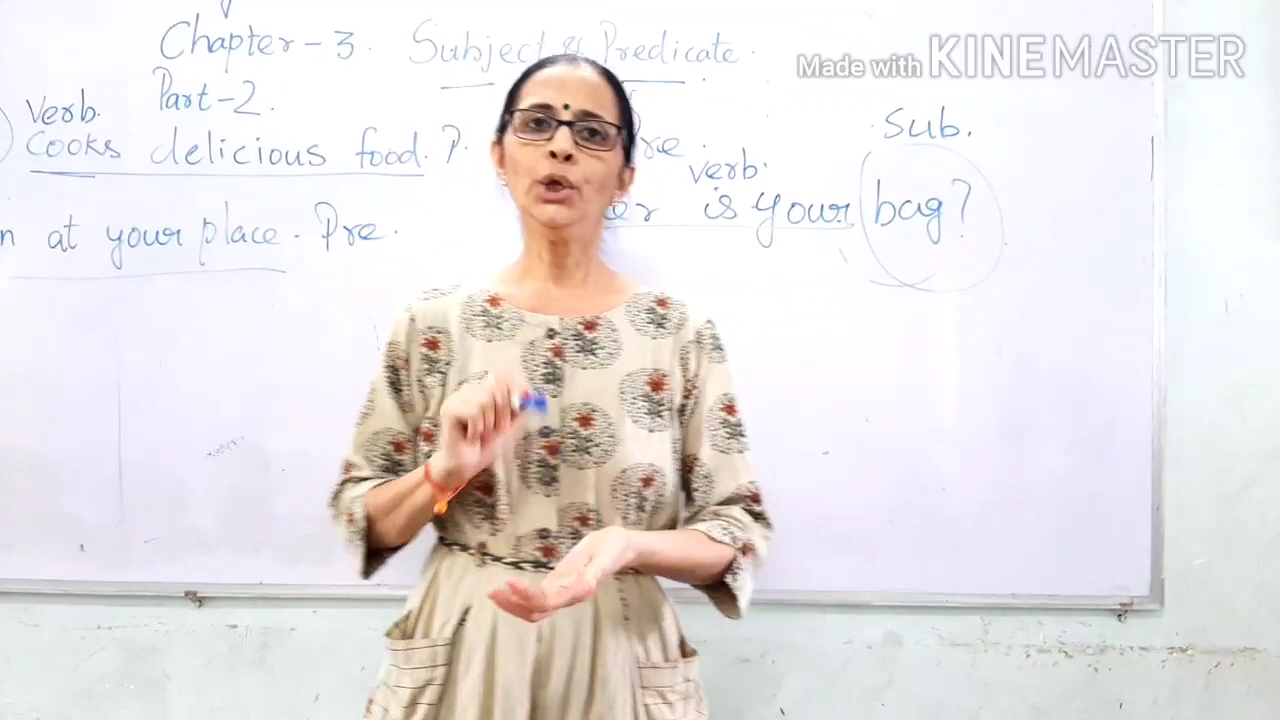 Chapter - 3. Subject & Predicate.
Part - 2.
verb.
cooks delicious food. P.
Pre.
verb.
Sub.
is your bag?
at your place. Pre.
Made with KINEMASTER